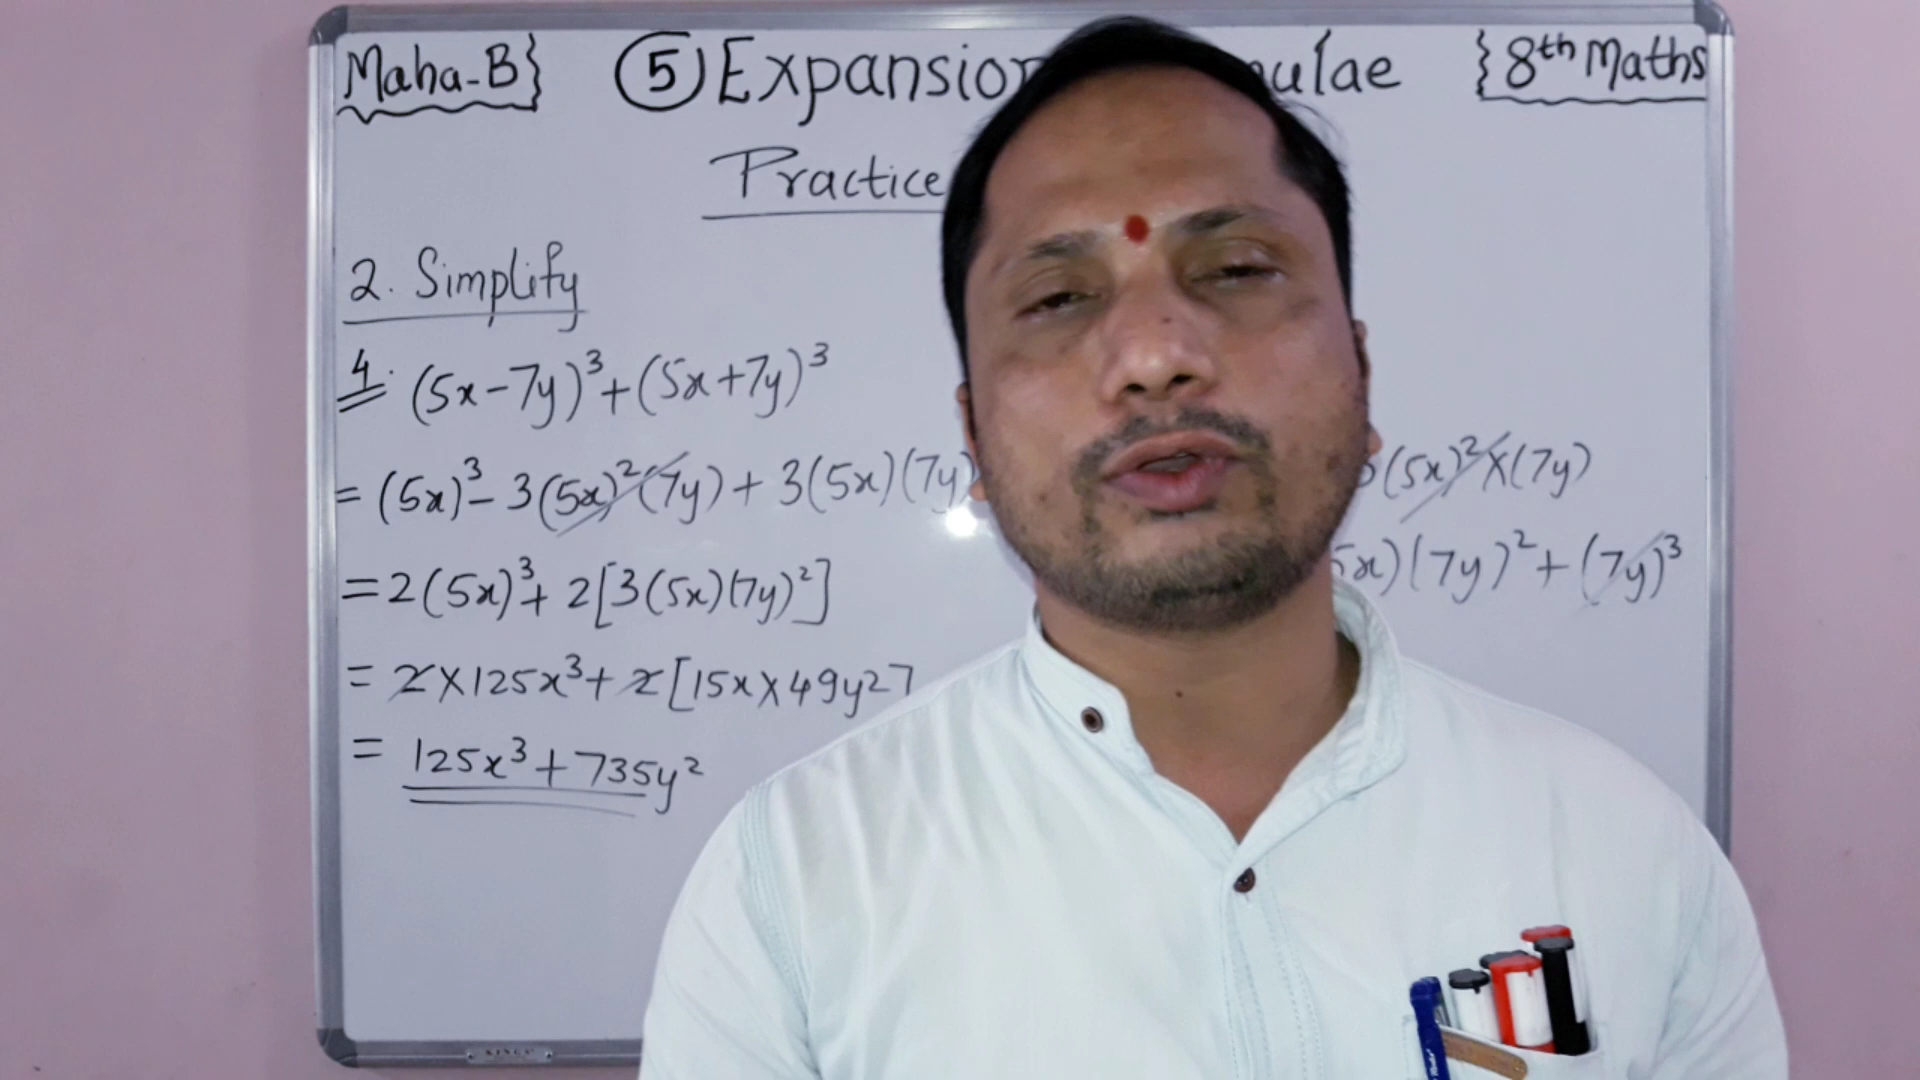 Maha-B} ⑤ Expansion ulae {8th Maths
Practice
2. Simplify
4. (5x-7y)³+(5x+7y)³
= (5x)³- 3(5x)²(7y) + 3(5x)(7y) (5x)²×(7y)
5x)(7y)²+(7y)³
=2(5x)³+ 2[3(5x)(7y)²]
= 2×125x³+ 2[15x×49y²]
= 125x³+735y²